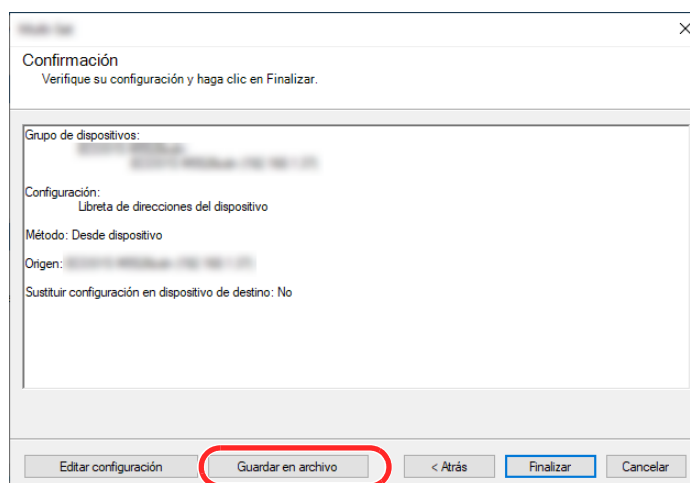 Confirmación
Verifique su configuración y haga clic en Finalizar.
Grupo de dispositivos:
Configuración:
Libreta de direcciones del dispositivo
Método: Desde dispositivo
Origen:
Sustituir configuración en dispositivo de destino: No
Editar configuración
Guardar en archivo
< Atrás
Finalizar
Cancelar